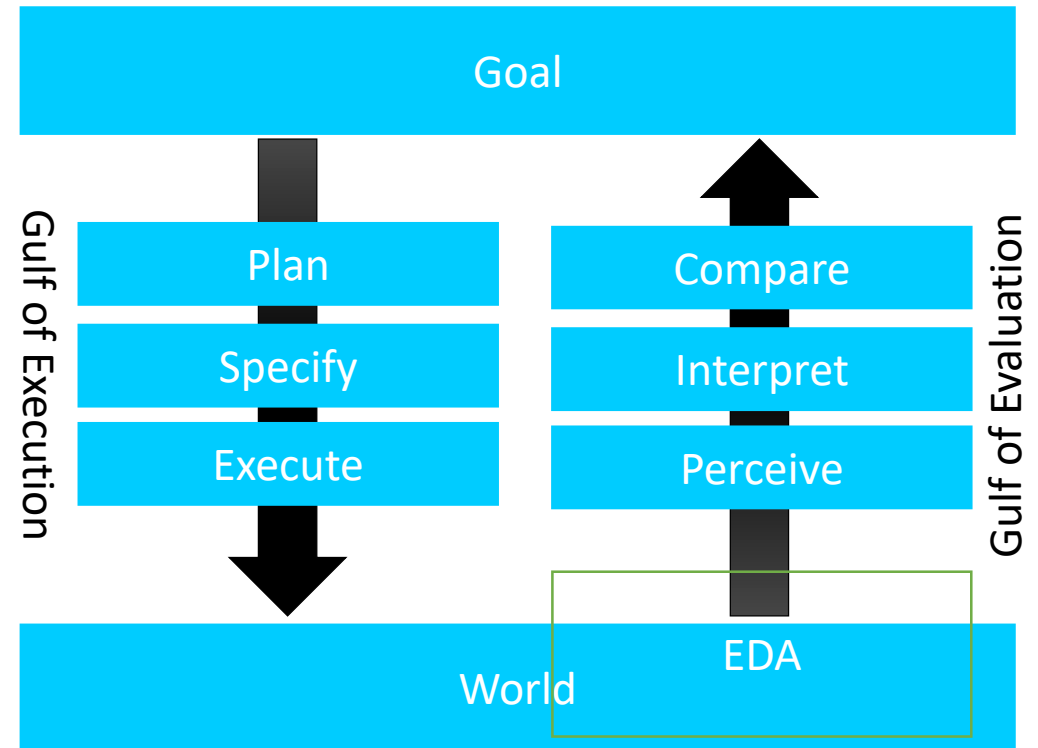 Goal
Gulf of Execution
Plan
Specify
Execute
Compare
Interpret
Perceive
Gulf of Evaluation
EDA
World